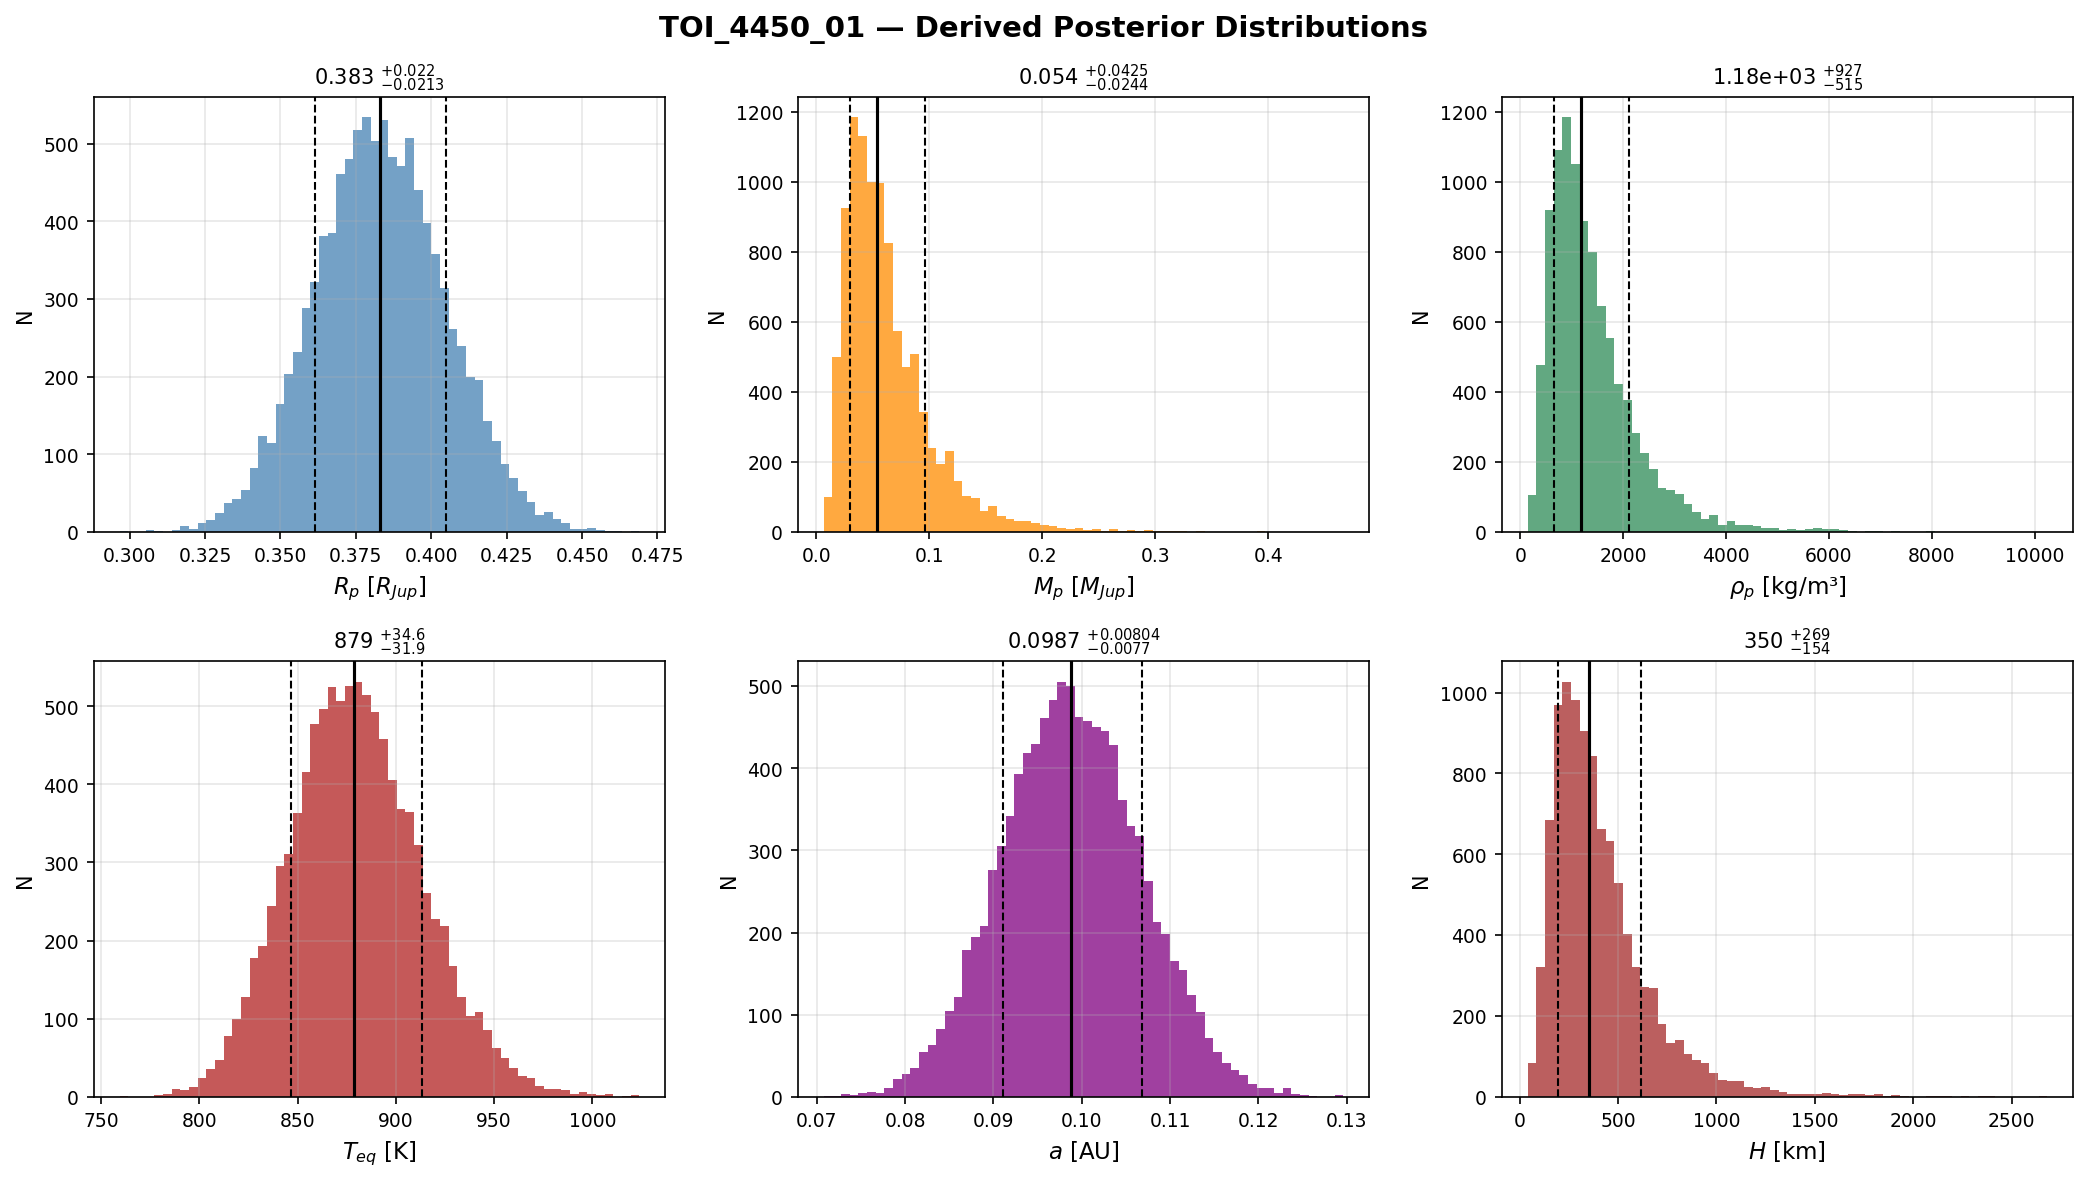 TOI_4450_01 — Derived Posterior Distributions
0.383 +0.022 −0.0213
0.054 +0.0425 −0.0244
1.18e+03 +927 −515
N
500
400
300
200
100
0
0.300 0.325 0.350 0.375 0.400 0.425 0.450 0.475
R_p [R_Jup]
N
1200
1000
800
600
400
200
0
0.0 0.1 0.2 0.3 0.4
M_p [M_Jup]
N
1200
1000
800
600
400
200
0
0 2000 4000 6000 8000 10000
ρ_p [kg/m³]
879 +34.6 −31.9
0.0987 +0.00804 −0.0077
350 +269 −154
N
500
400
300
200
100
0
750 800 850 900 950 1000
T_eq [K]
N
500
400
300
200
100
0
0.07 0.08 0.09 0.10 0.11 0.12 0.13
a [AU]
N
1000
800
600
400
200
0
0 500 1000 1500 2000 2500
H [km]